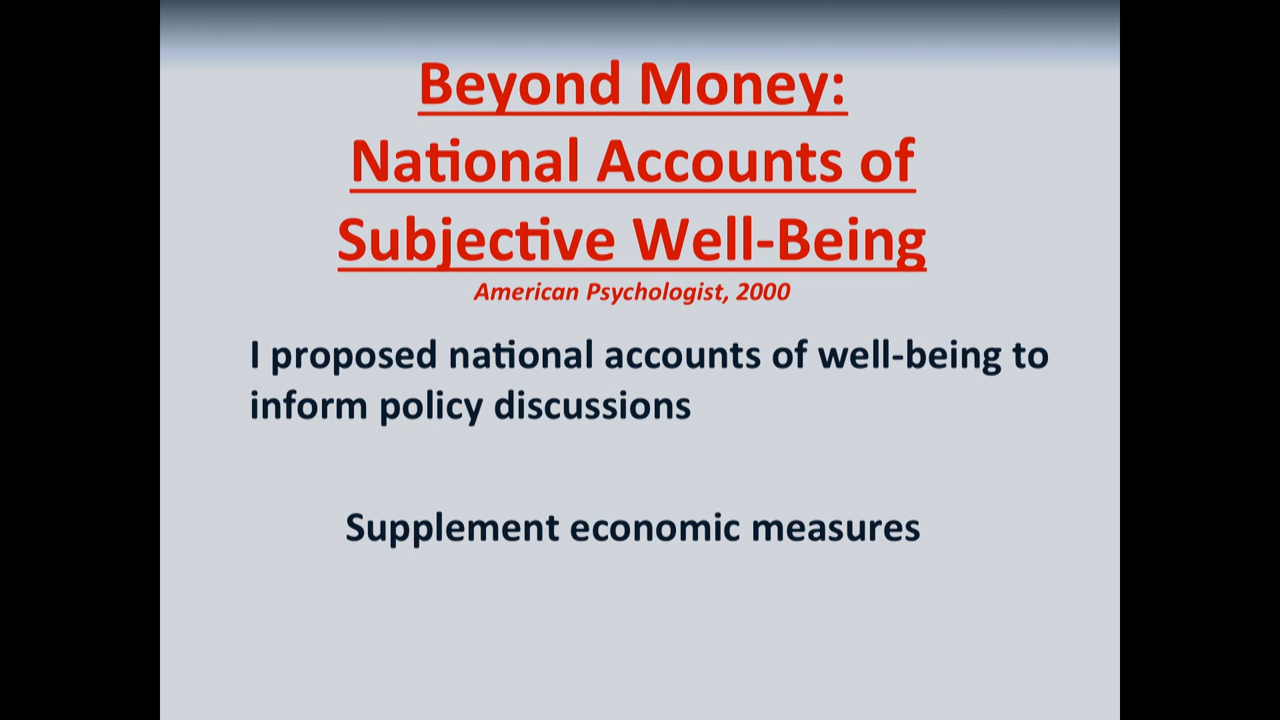 Beyond Money:
National Accounts of
Subjective Well-Being
American Psychologist, 2000
I proposed national accounts of well-being to
inform policy discussions
Supplement economic measures